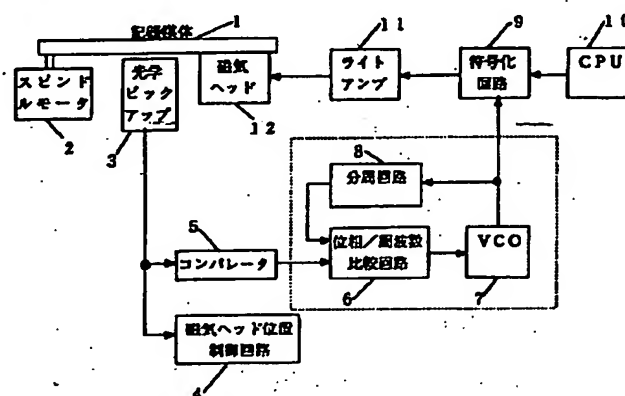 記録媒体
1
11
9
10
スピンド
ルモータ
2
光学
ピック
アップ
3
磁気
ヘッド
12
ライト
アンプ
符号化
回路
CPU
8
分周回路
5
コンパレータ
位相/周波数
比較回路
6
VCO
7
磁気ヘッド位置
制御回路
4